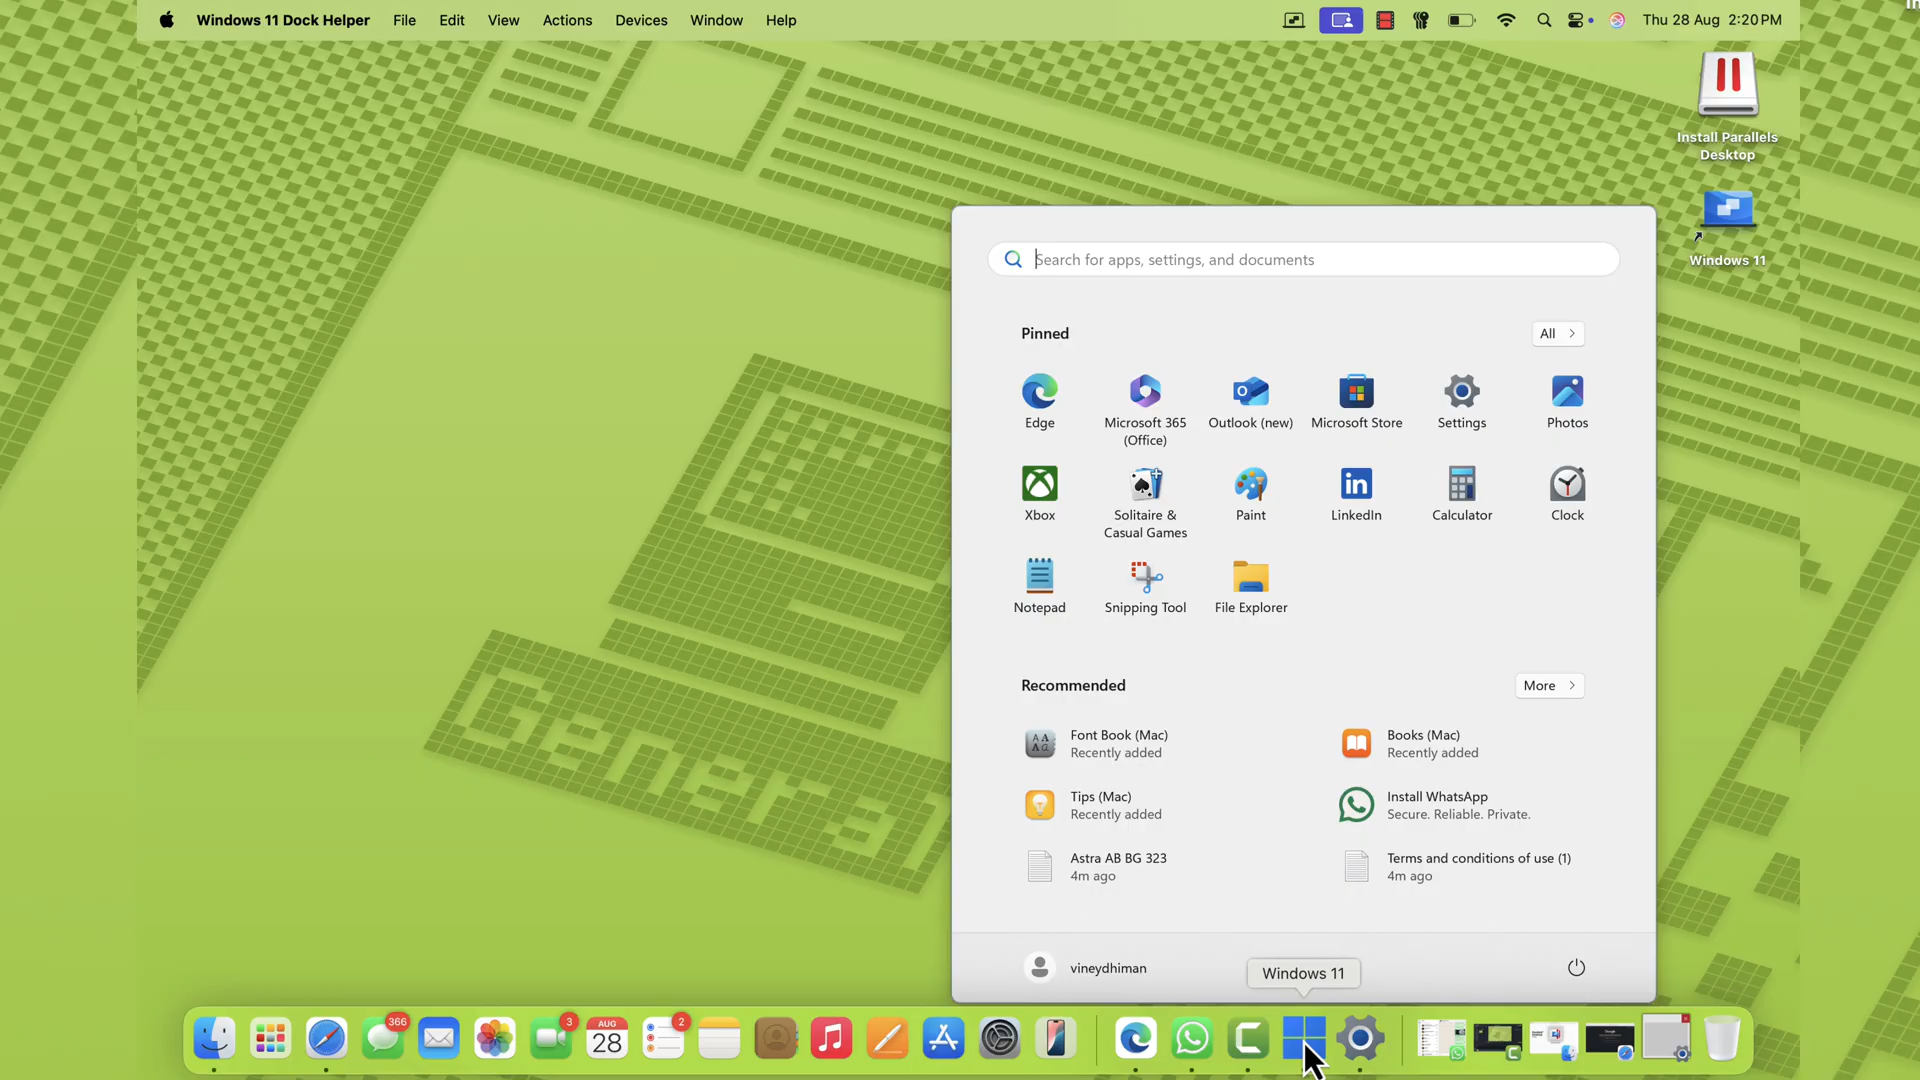 Windows 11 Dock Helper File Edit View Actions Devices Window Help Thu 28 Aug 2:20 PM
Install Parallels
Desktop
Windows 11
Search for apps, settings, and documents
Pinned All
Edge Microsoft 365 Outlook (new) Microsoft Store Settings Photos
(Office)
Xbox Solitaire & Paint LinkedIn Calculator Clock
Casual Games
Notepad Snipping Tool File Explorer
Recommended More
Font Book (Mac) Books (Mac)
Recently added Recently added
Tips (Mac) Install WhatsApp
Recently added Secure. Reliable. Private.
Astra AB BG 323 Terms and conditions of use (1)
4m ago 4m ago
General
vineydhiman
Windows 11
366 3 AUG 2
28